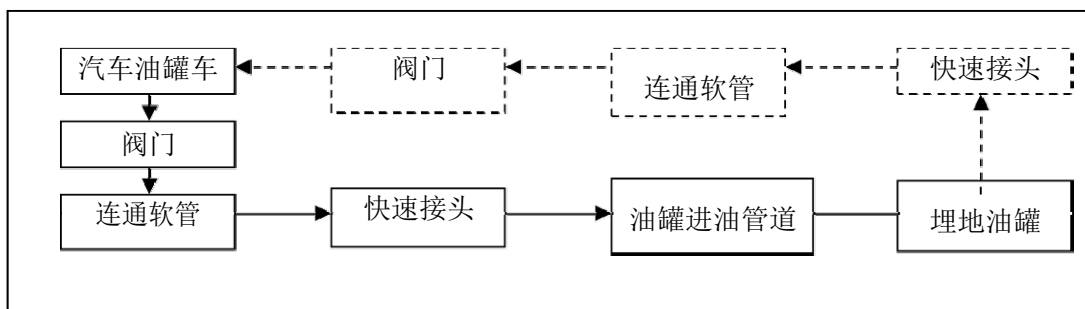 汽车油罐车
阀门
连通软管
快速接头
阀门
连通软管
快速接头
油罐进油管道
埋地油罐